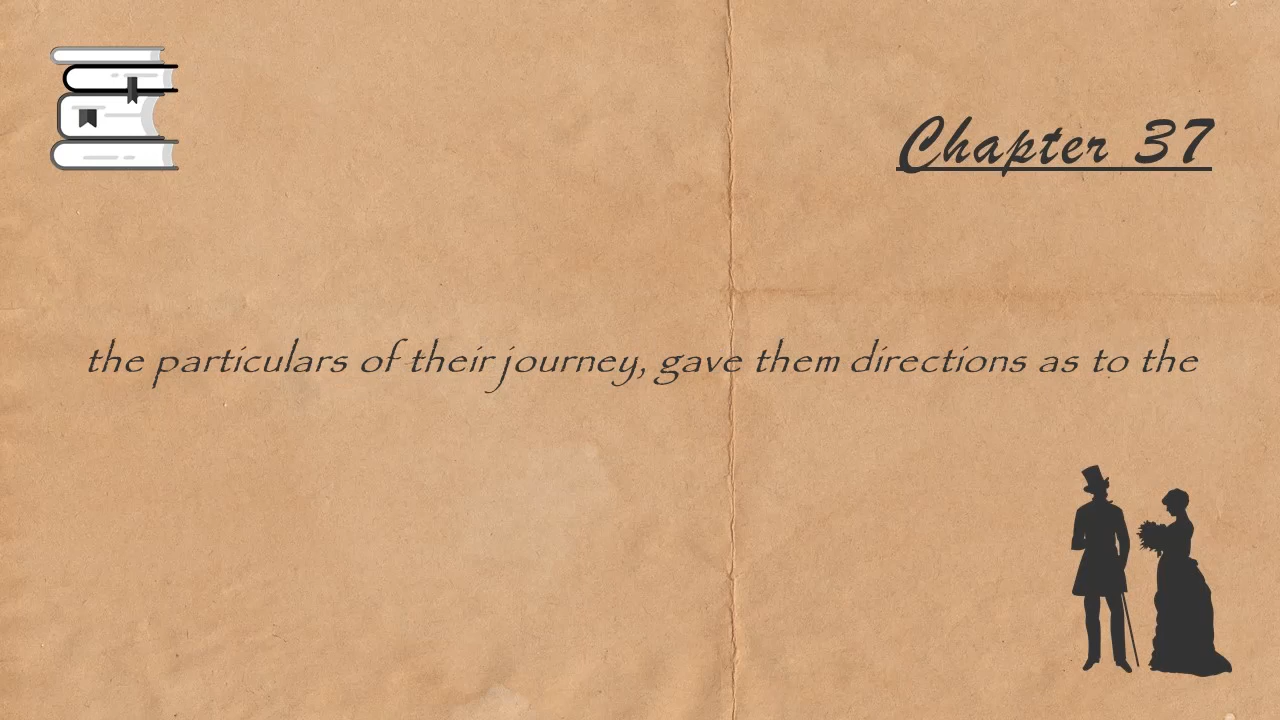 Chapter 37
the particulars of their journey, gave them directions as to the